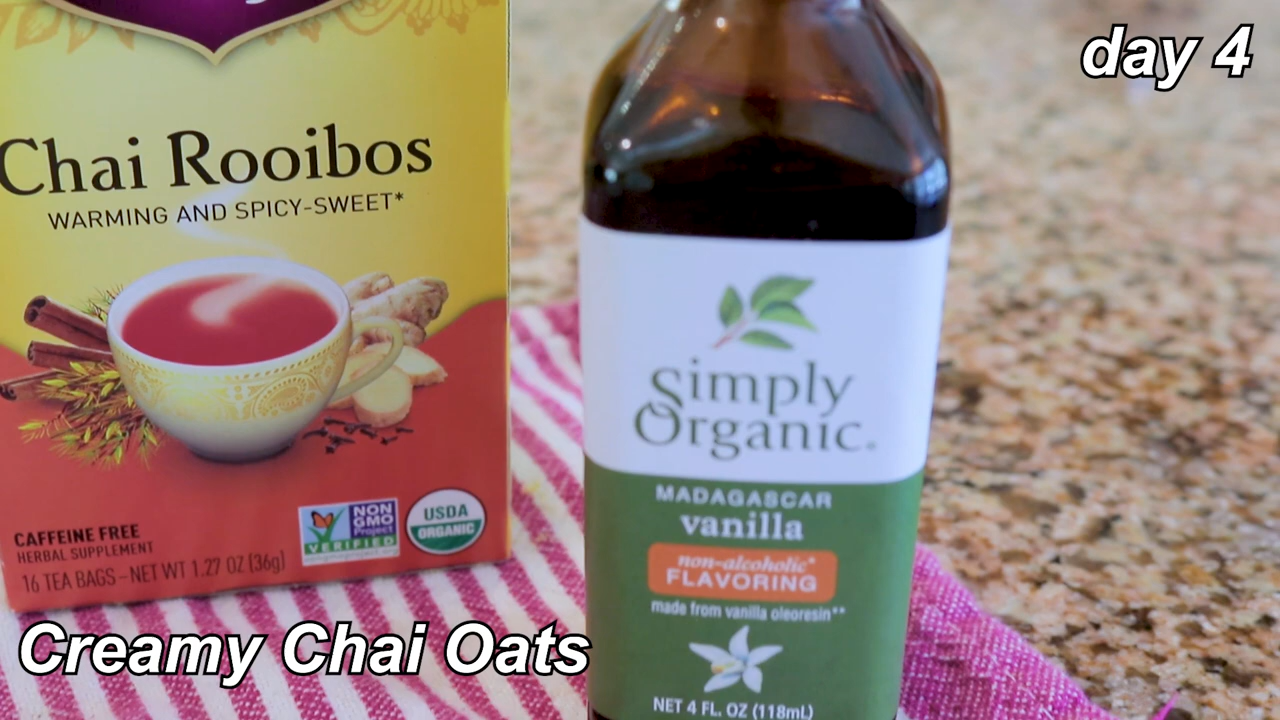 day 4
Chai Rooibos
WARMING AND SPICY-SWEET*
CAFFEINE FREE
HERBAL SUPPLEMENT
16 TEA BAGS – NET WT 1.27 OZ (36g)
NON
GMO
Project
VERIFIED
nongmoproject.org
USDA
ORGANIC
Simply
Organic®
MADAGASCAR
vanilla
non-alcoholic*
FLAVORING
made from vanilla oleoresin**
NET 4 FL. OZ (118mL)
Creamy Chai Oats